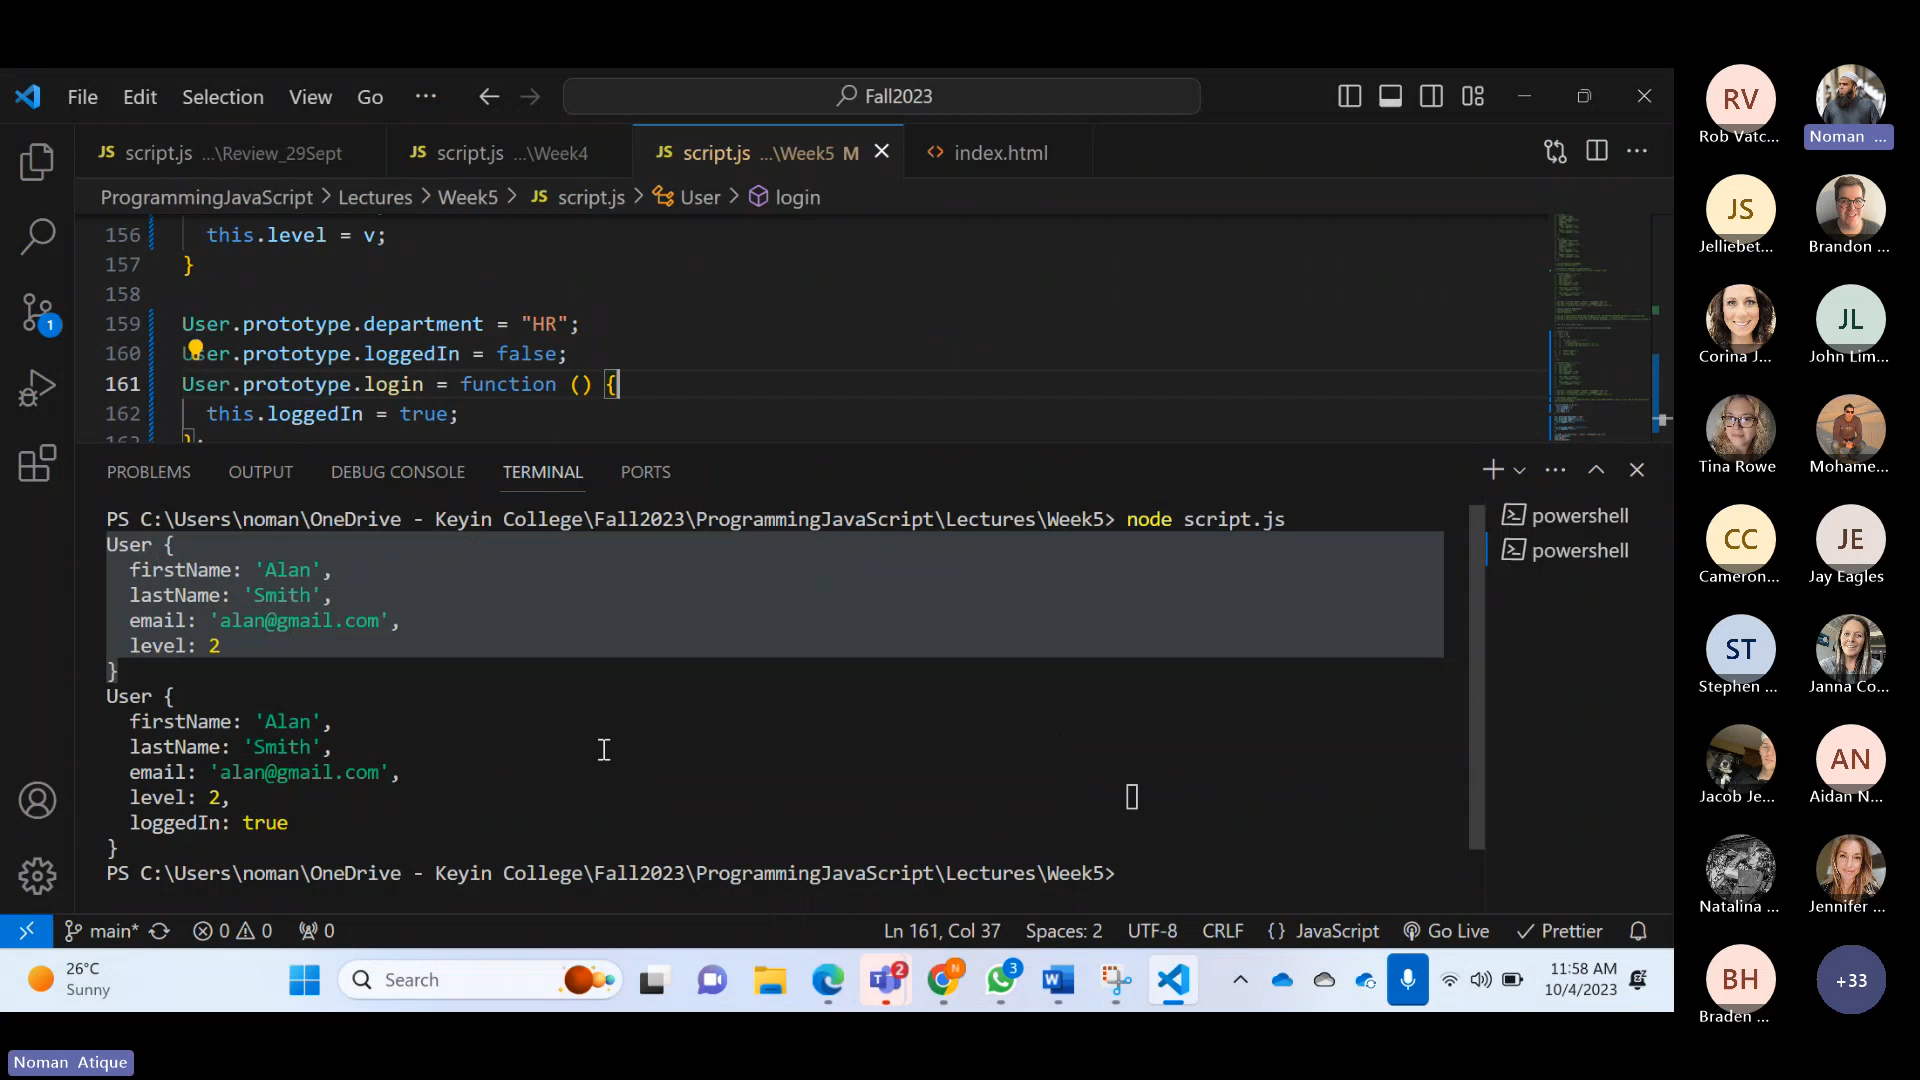 File Edit Selection View Go ··· Fall2023
JS script.js ...\Review_29Sept JS script.js ...\Week4 JS script.js ...\Week5 M index.html
ProgrammingJavaScript > Lectures > Week5 > JS script.js > User > login
156 this.level = v;
157 }
158
159 User.prototype.department = "HR";
160 User.prototype.loggedIn = false;
161 User.prototype.login = function () {
162 this.loggedIn = true;
163 };
PROBLEMS OUTPUT DEBUG CONSOLE TERMINAL PORTS
PS C:\Users\noman\OneDrive - Keyin College\Fall2023\ProgrammingJavaScript\Lectures\Week5> node script.js
User {
firstName: 'Alan',
lastName: 'Smith',
email: 'alan@gmail.com',
level: 2
}
User {
firstName: 'Alan',
lastName: 'Smith',
email: 'alan@gmail.com',
level: 2,
loggedIn: true
}
PS C:\Users\noman\OneDrive - Keyin College\Fall2023\ProgrammingJavaScript\Lectures\Week5>
powershell
powershell
1
main* 0 0 0 Ln 161, Col 37 Spaces: 2 UTF-8 CRLF {} JavaScript Go Live Prettier
26°C
Sunny
Search
2
N
3
11:58 AM
10/4/2023
Noman Atique
RV
Rob Vatc... Noman ...
JS
Jelliebet... Brandon ...
JL
Corina J... John Lim...
Tina Rowe Mohame...
CC JE
Cameron... Jay Eagles
ST
Stephen ... Janna Co...
AN
Jacob Je... Aidan N...
Natalina ... Jennifer ...
BH +33
Braden ...